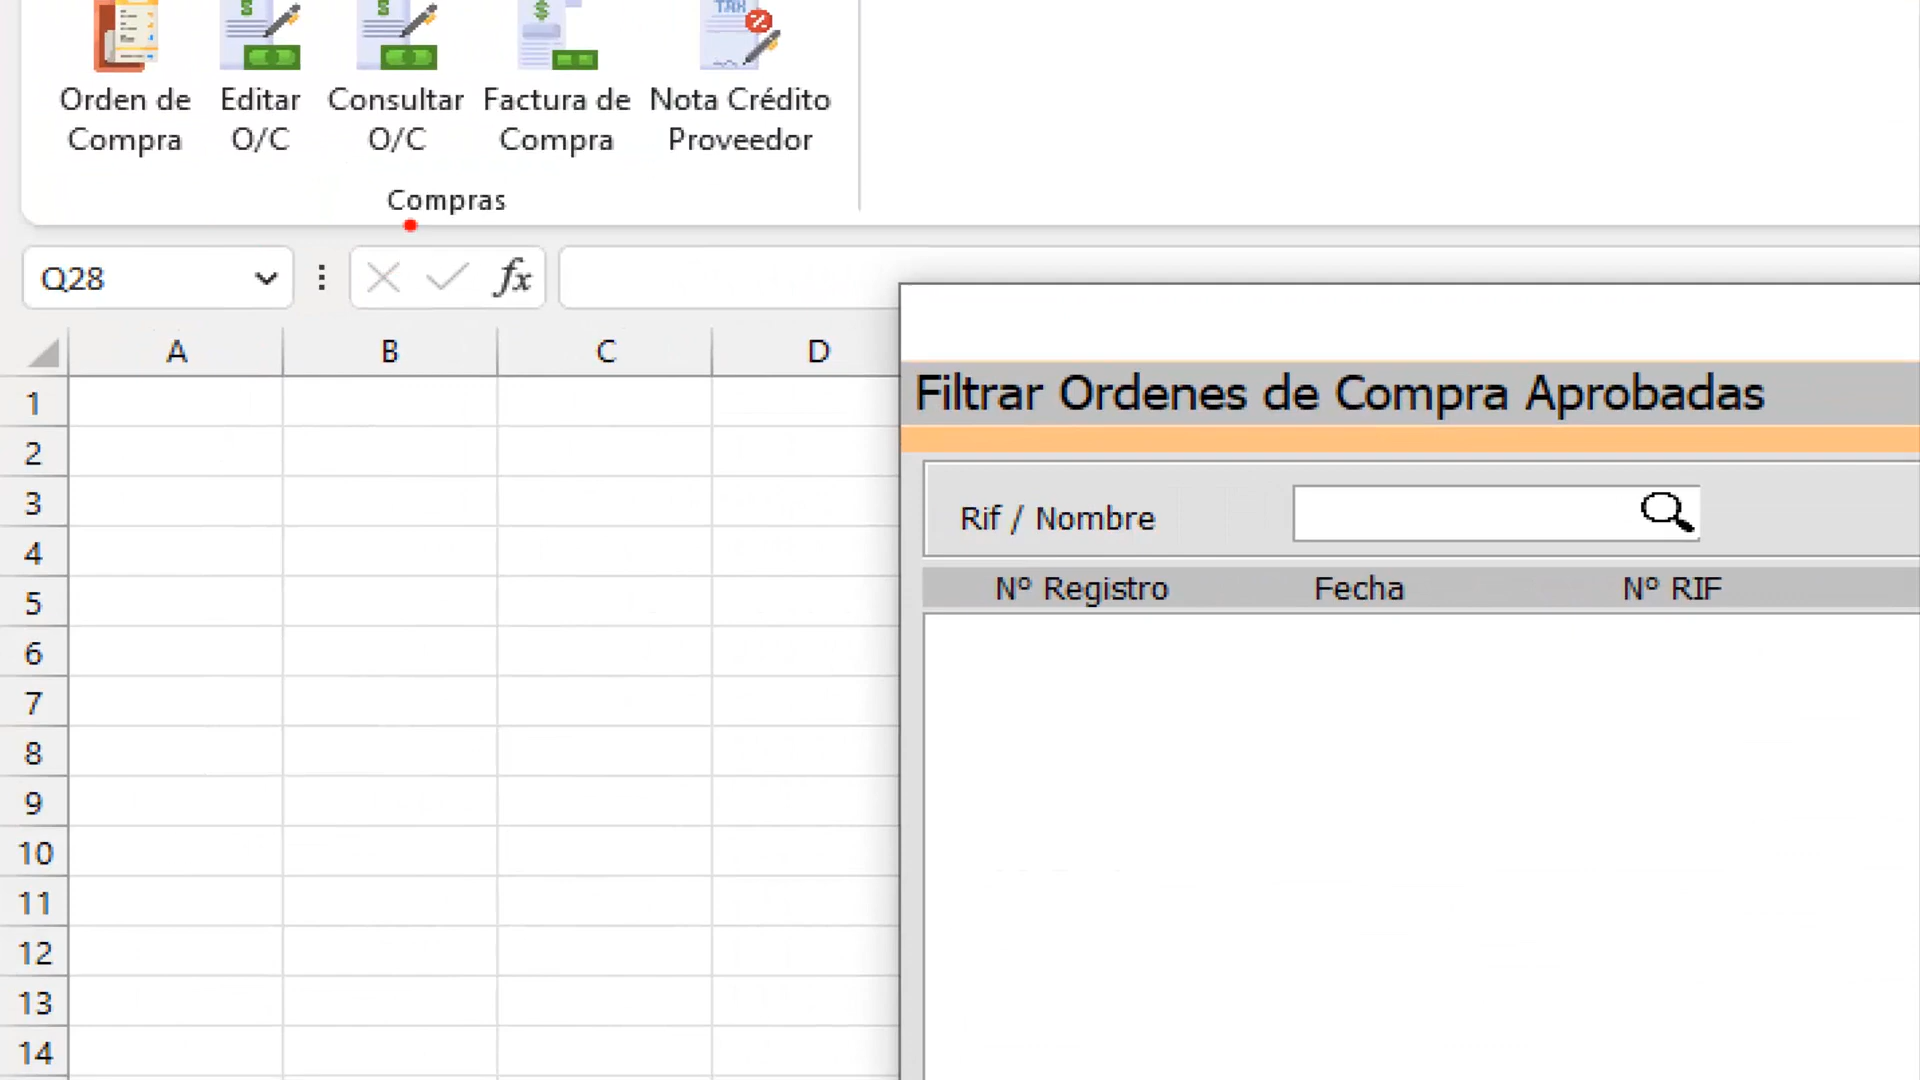 Orden de Compra
Editar O/C
Consultar O/C
Factura de Compra
TAX
Nota Crédito Proveedor
Compras
Q28
fx
A B C D
1
2
3
4
5
6
7
8
9
10
11
12
13
14
Filtrar Ordenes de Compra Aprobadas
Rif / Nombre
Nº Registro Fecha Nº RIF